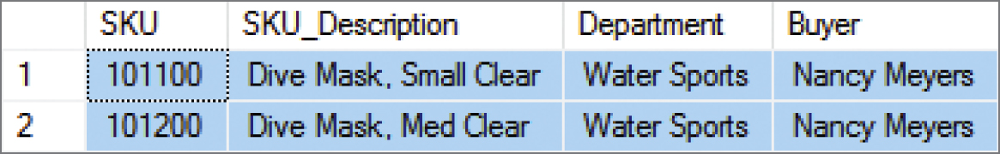 SKU SKU_Description Department Buyer
1 101100 Dive Mask, Small Clear Water Sports Nancy Meyers
2 101200 Dive Mask, Med Clear Water Sports Nancy Meyers